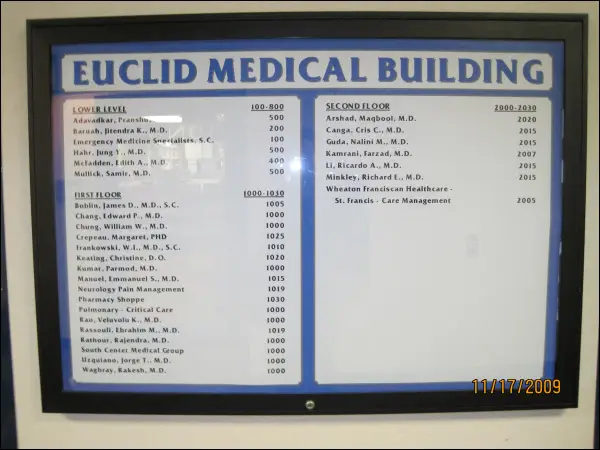 EUCLID MEDICAL BUILDING
LOWER LEVEL 100-800
Adavadkar, 500
Baruah, Jitendra K., M.D. 200
Emergency Medicine Specialists, S.C. 100
Hahr, Jung Y., M.D. 500
McFadden, Edith A., M.D. 400
Mullick, Samir, M.D. 500
FIRST FLOOR 1000-1030
Boblin, James D., M.D., S.C. 1005
Chang, Edward P., M.D. 1000
Chung, William W., M.D. 1000
Crepeau, Margaret, PHD 1025
Irankowski, W.J., M.D., S.C. 1010
Keating, Christine, D.O. 1020
Kumar, Parmod, M.D. 1000
Manuel, Emmanuel S., M.D. 1015
Neurology Pain Management 1019
Pharmacy Shoppe 1030
Pulmonary - Critical Care 1000
Rao, Veluvolu K., M.D. 1000
Rassouli, Ebrahim M., M.D. 1019
Rathour, Rajendra, M.D. 1000
South Center Medical Group 1000
Uzquiano, Jorge T., M.D. 1000
Waghray, Rakesh, M.D. 1000
SECOND FLOOR 2000-2030
Arshad, Maqbool, M.D. 2020
Canga, Cris C., M.D. 2015
Guda, Nalini M., M.D. 2015
Kamrani, Farzad, M.D. 2007
Li, Ricardo A., M.D. 2015
Minkley, Richard E., M.D. 2015
Wheaton Franciscan Healthcare -
St. Francis - Care Management 2005
11/17/2009